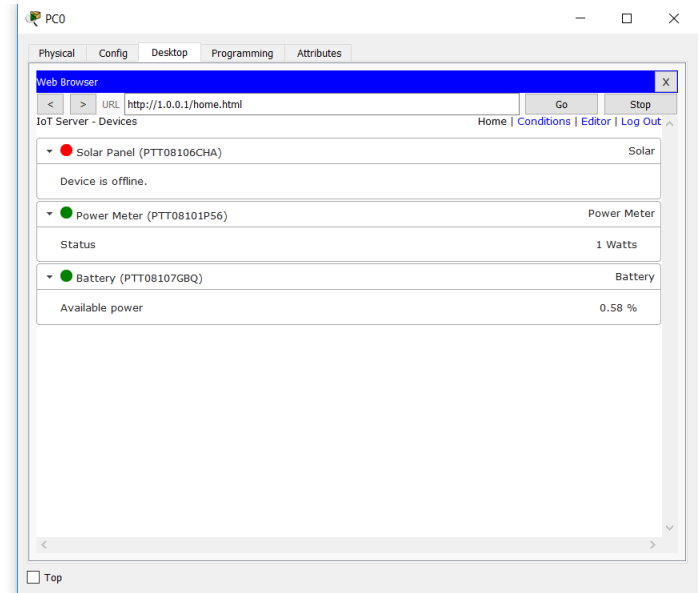 PC0
Physical Config Desktop Programming Attributes
Web Browser X
< > URL http://1.0.0.1/home.html Go Stop
IoT Server - Devices Home | Conditions | Editor | Log Out
Solar Panel (PTT08106CHA) Solar
Device is offline.
Power Meter (PTT08101P56) Power Meter
Status 1 Watts
Battery (PTT08107GBQ) Battery
Available power 0.58 %
Top